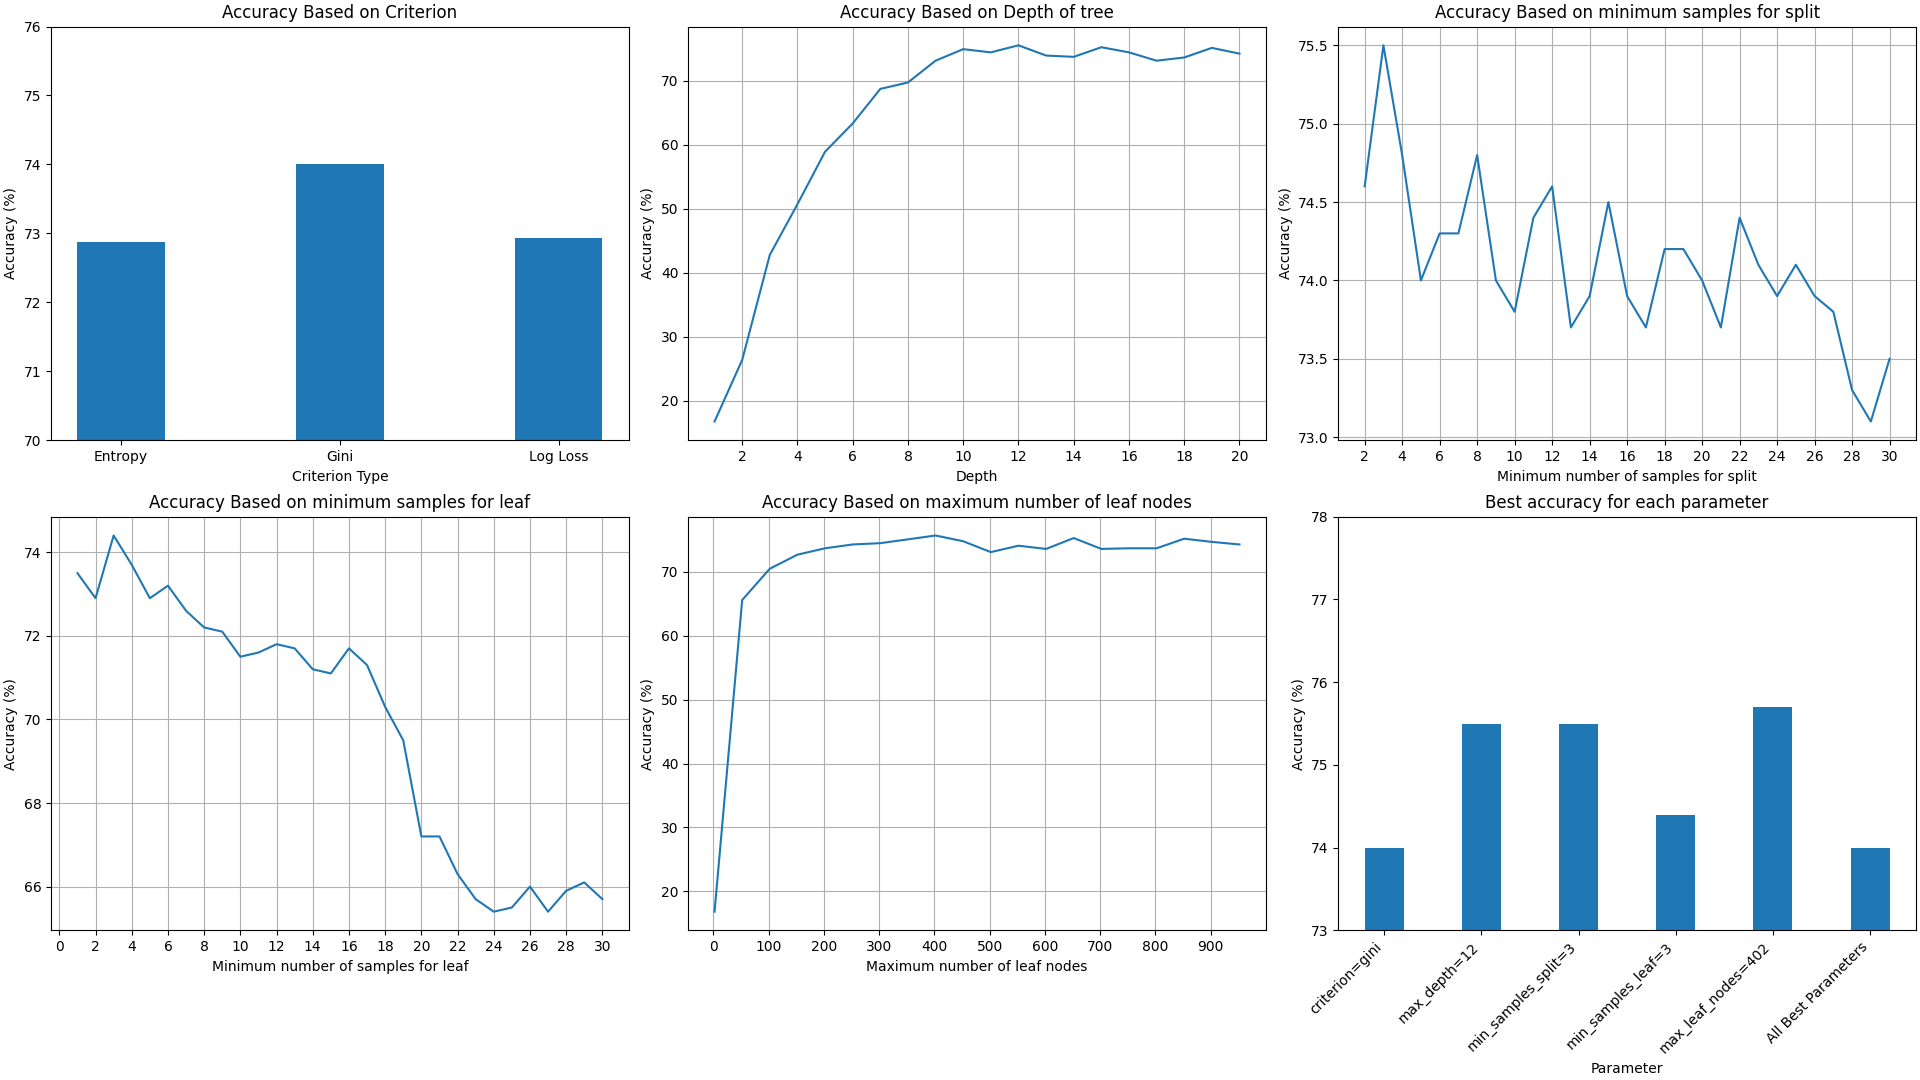 Accuracy Based on Criterion
76
75
74
73
72
71
70
Accuracy (%)
Entropy Gini Log Loss
Criterion Type
Accuracy Based on Depth of tree
70
60
50
40
30
20
Accuracy (%)
2 4 6 8 10 12 14 16 18 20
Depth
Accuracy Based on minimum samples for split
75.5
75.0
74.5
74.0
73.5
73.0
Accuracy (%)
2 4 6 8 10 12 14 16 18 20 22 24 26 28 30
Minimum number of samples for split
Accuracy Based on minimum samples for leaf
74
72
70
68
66
Accuracy (%)
0 2 4 6 8 10 12 14 16 18 20 22 24 26 28 30
Minimum number of samples for leaf
Accuracy Based on maximum number of leaf nodes
70
60
50
40
30
20
Accuracy (%)
0 100 200 300 400 500 600 700 800 900
Maximum number of leaf nodes
Best accuracy for each parameter
78
77
76
75
74
73
Accuracy (%)
criterion=gini
max_depth=12
min_samples_split=3
min_samples_leaf=3
max_leaf_nodes=402
All Best Parameters
Parameter